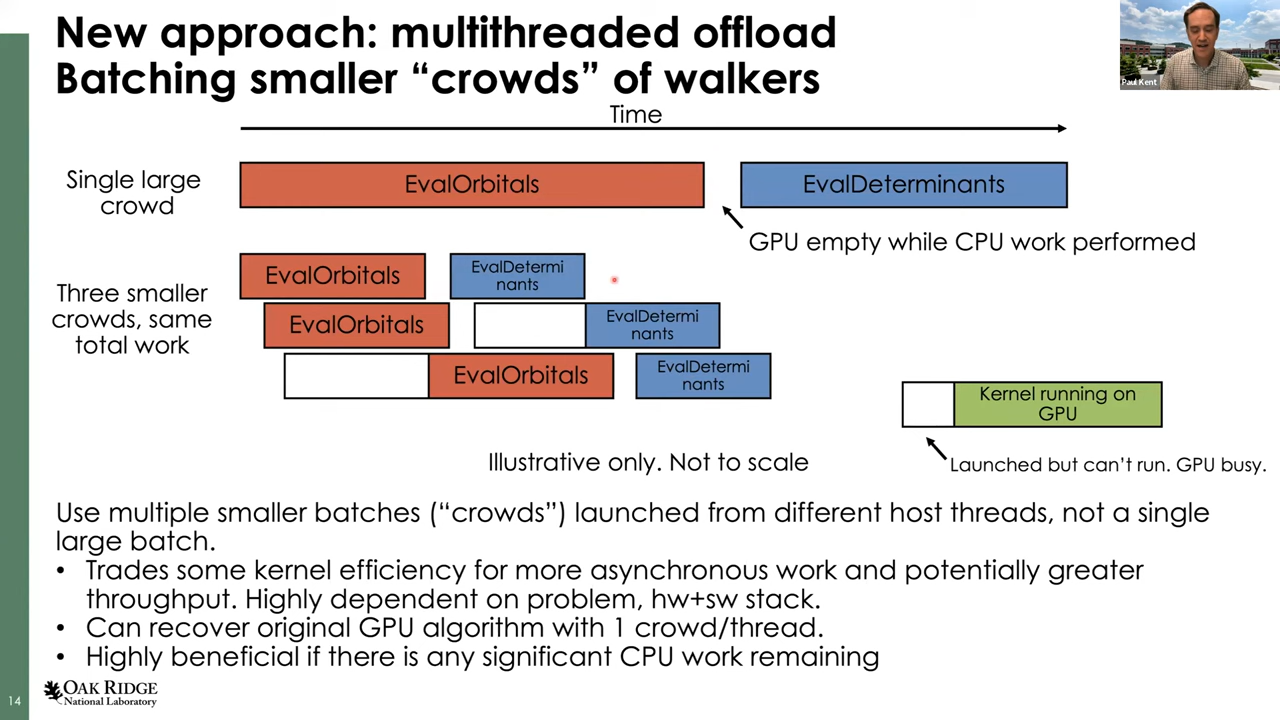 New approach: multithreaded offload
Batching smaller “crowds” of walkers
Paul Kent
Time
Single large
crowd
EvalOrbitals
EvalDeterminants
GPU empty while CPU work performed
Three smaller
crowds, same
total work
EvalOrbitals
EvalDetermi
nants
EvalOrbitals
EvalDetermi
nants
EvalOrbitals
EvalDetermi
nants
Kernel running on
GPU
Launched but can’t run. GPU busy.
Illustrative only. Not to scale
Use multiple smaller batches (“crowds”) launched from different host threads, not a single
large batch.
• Trades some kernel efficiency for more asynchronous work and potentially greater
throughput. Highly dependent on problem, hw+sw stack.
• Can recover original GPU algorithm with 1 crowd/thread.
• Highly beneficial if there is any significant CPU work remaining
14
OAK RIDGE
National Laboratory